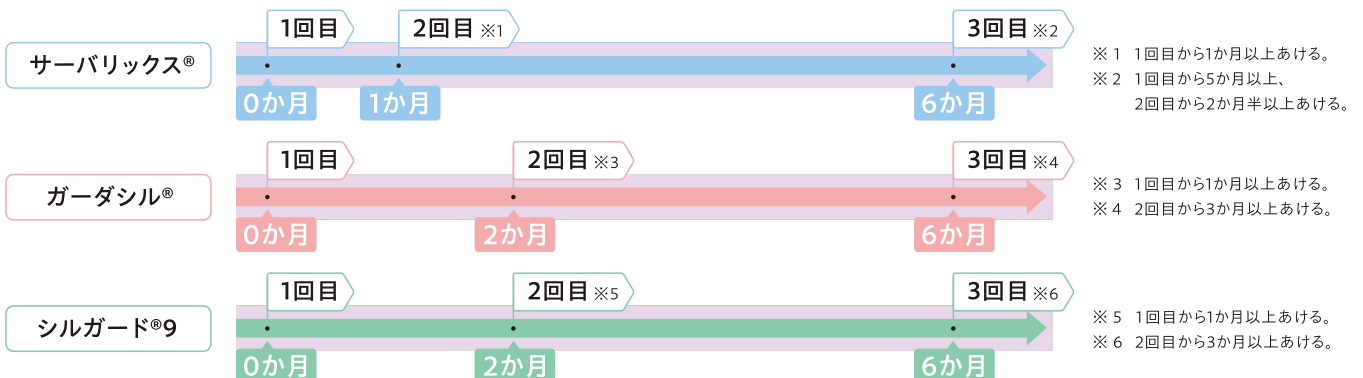 1回目
2回目 ※1
3回目 ※2
サーバリックス®
0か月
1か月
6か月
※1 1回目から1か月以上あける。
※2 1回目から5か月以上、
2回目から2か月半以上あける。
1回目
2回目 ※3
3回目 ※4
ガーダシル®
0か月
2か月
6か月
※3 1回目から1か月以上あける。
※4 2回目から3か月以上あける。
1回目
2回目 ※5
3回目 ※6
シルガード®9
0か月
2か月
6か月
※5 1回目から1か月以上あける。
※6 2回目から3か月以上あける。